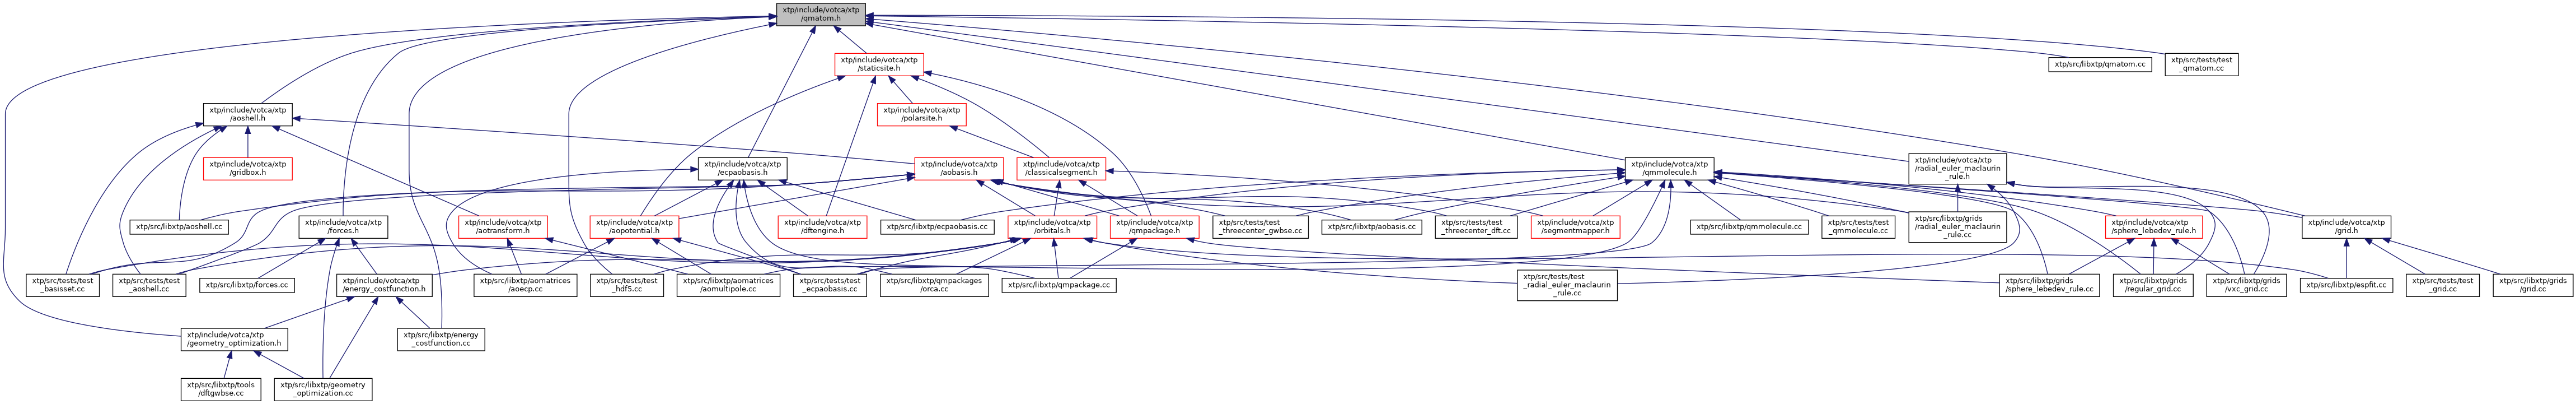 xtp/include/votca/xtp
/qmatom.h
xtp/include/votca/xtp
/staticsite.h
xtp/src/libxtp/qmatom.cc
xtp/src/tests/test
_qmatom.cc
xtp/include/votca/xtp
/aoshell.h
xtp/include/votca/xtp
/polarsite.h
xtp/include/votca/xtp
/gridbox.h
xtp/include/votca/xtp
/ecpaobasis.h
xtp/include/votca/xtp
/aobasis.h
xtp/include/votca/xtp
/classicalsegment.h
xtp/include/votca/xtp
/qmmolecule.h
xtp/include/votca/xtp
/radial_euler_maclaurin
_rule.h
xtp/src/libxtp/aoshell.cc
xtp/include/votca/xtp
/forces.h
xtp/include/votca/xtp
/aotransform.h
xtp/include/votca/xtp
/aopotential.h
xtp/include/votca/xtp
/dftengine.h
xtp/src/libxtp/ecpaobasis.cc
xtp/include/votca/xtp
/orbitals.h
xtp/include/votca/xtp
/qmpackage.h
xtp/src/tests/test
_threecenter_gwbse.cc
xtp/src/libxtp/aobasis.cc
xtp/src/tests/test
_threecenter_dft.cc
xtp/include/votca/xtp
/segmentmapper.h
xtp/src/libxtp/qmmolecule.cc
xtp/src/tests/test
_qmmolecule.cc
xtp/src/libxtp/grids
/radial_euler_maclaurin
_rule.cc
xtp/include/votca/xtp
/sphere_lebedev_rule.h
xtp/include/votca/xtp
/grid.h
xtp/src/tests/test
_basisset.cc
xtp/src/tests/test
_aoshell.cc
xtp/src/libxtp/forces.cc
xtp/include/votca/xtp
/energy_costfunction.h
xtp/src/libxtp/aomatrices
/aoecp.cc
xtp/src/tests/test
_hdf5.cc
xtp/src/libxtp/aomatrices
/aomultipole.cc
xtp/src/tests/test
_ecpaobasis.cc
xtp/src/libxtp/qmpackages
/orca.cc
xtp/src/libxtp/qmpackage.cc
xtp/src/tests/test
_radial_euler_maclaurin
_rule.cc
xtp/src/libxtp/grids
/sphere_lebedev_rule.cc
xtp/src/libxtp/grids
/regular_grid.cc
xtp/src/libxtp/grids
/vxc_grid.cc
xtp/src/libxtp/espfit.cc
xtp/src/tests/test
_grid.cc
xtp/src/libxtp/grids
/grid.cc
xtp/include/votca/xtp
/geometry_optimization.h
xtp/src/libxtp/energy
_costfunction.cc
xtp/src/libxtp/tools
/dftgwbse.cc
xtp/src/libxtp/geometry
_optimization.cc